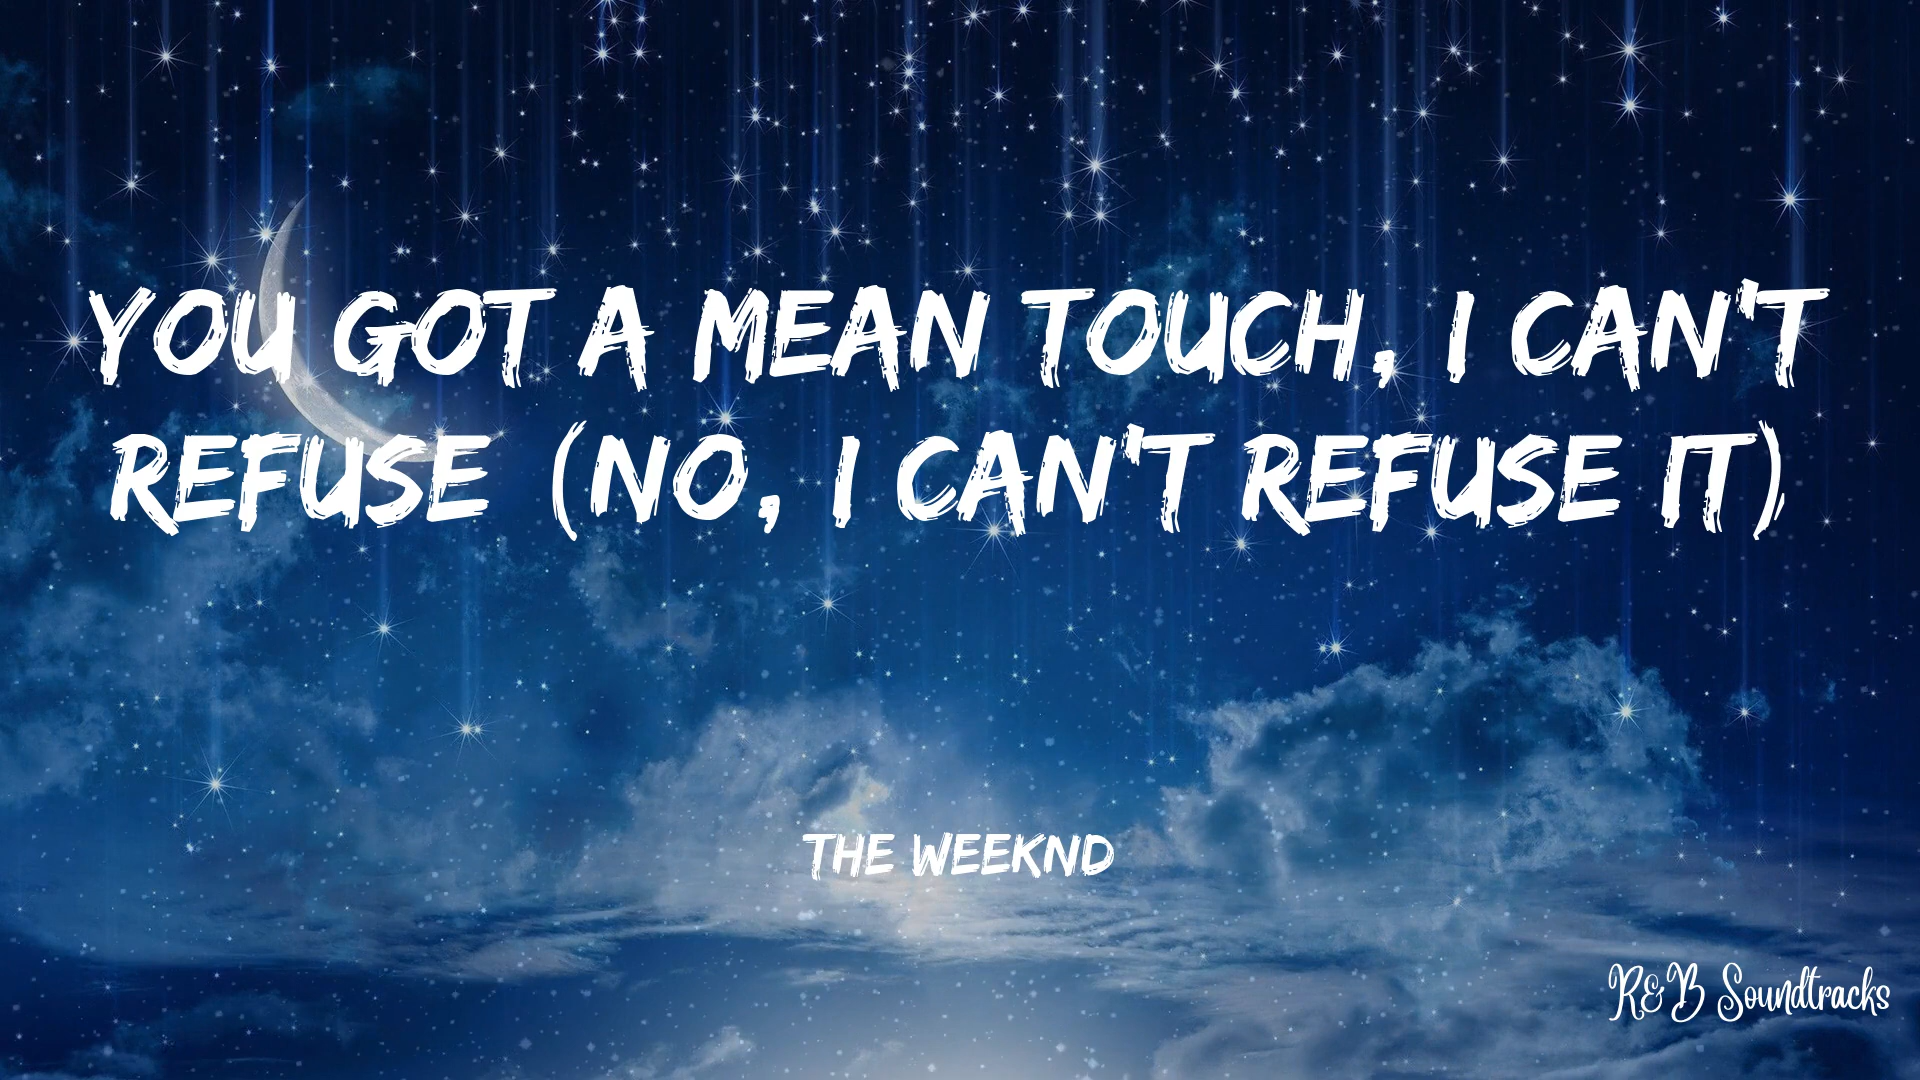 YOU GOT A MEAN TOUCH, I CAN'T
REFUSE (NO, I CAN'T REFUSE IT)
THE WEEKND
R&B Soundtracks